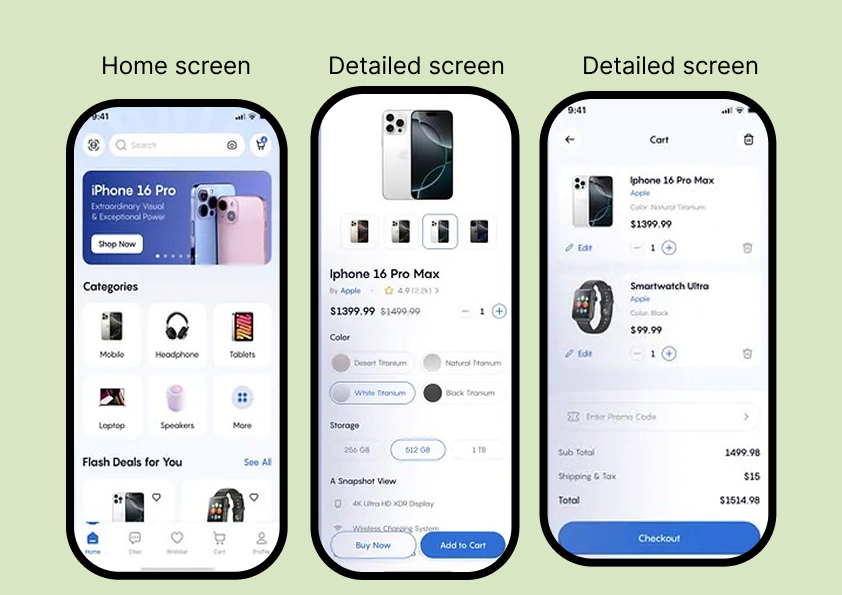 Home screen
9:41
Search
iPhone 16 Pro
Extraordinary Visual
& Exceptional Power
Shop Now
Categories
Mobile
Headphone
Tablets
Laptop
Speakers
More
Flash Deals for You
See All
Home
Chat
Wishlist
Cart
Profile
Detailed screen
Iphone 16 Pro Max
By Apple
4.9 (2.2k)
$1399.99 $1499.99
1
Color
Desert Titanium
Natural Titanium
White Titanium
Black Titanium
Storage
256 GB
512 GB
1 TB
A Snapshot View
4K Ultra HD XDR Display
Wireless Charging System
Buy Now
Add to Cart
Detailed screen
9:41
Cart
Iphone 16 Pro Max
Apple
Color: Natural Titanium
$1399.99
Edit
1
Smartwatch Ultra
Apple
Color: Black
$99.99
Edit
1
Enter Promo Code
Sub Total 1499.98
Shipping & Tax $15
Total $1514.98
Checkout